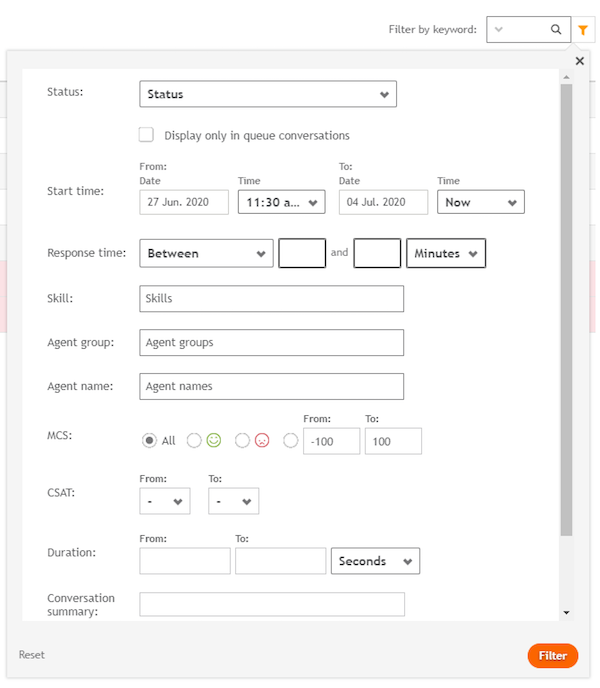 Filter by keyword:
Status:
Status
Display only in queue conversations
From:
To:
Date
Time
Date
Time
Start time:
27 Jun. 2020
11:30 a...
04 Jul. 2020
Now
Response time:
Between
and
Minutes
Skill:
Skills
Agent group:
Agent groups
Agent name:
Agent names
From:
To:
MCS:
All
-100
100
From:
To:
CSAT:
-
-
From:
To:
Duration:
Seconds
Conversation
summary:
Reset
Filter